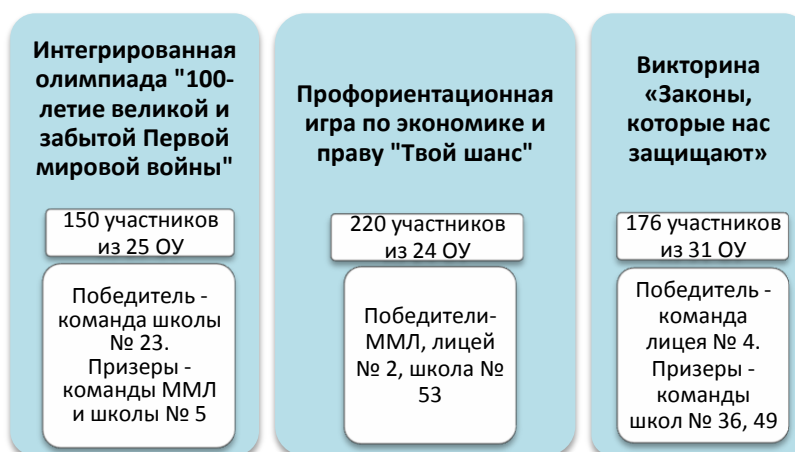 Интегрированная
олимпиада "100-
летие великой и
забытой Первой
мировой войны"
150 участников
из 25 ОУ
Победитель -
команда школы
№ 23.
Призеры -
команды ММЛ
и школы № 5
Профориентационная
игра по экономике и
праву "Твой шанс"
220 участников
из 24 ОУ
Победители-
ММЛ, лицей
№ 2, школа №
53
Викторина
«Законы,
которые нас
защищают»
176 участников
из 31 ОУ
Победитель -
команда
лицея № 4.
Призеры -
команды
школ № 36, 49